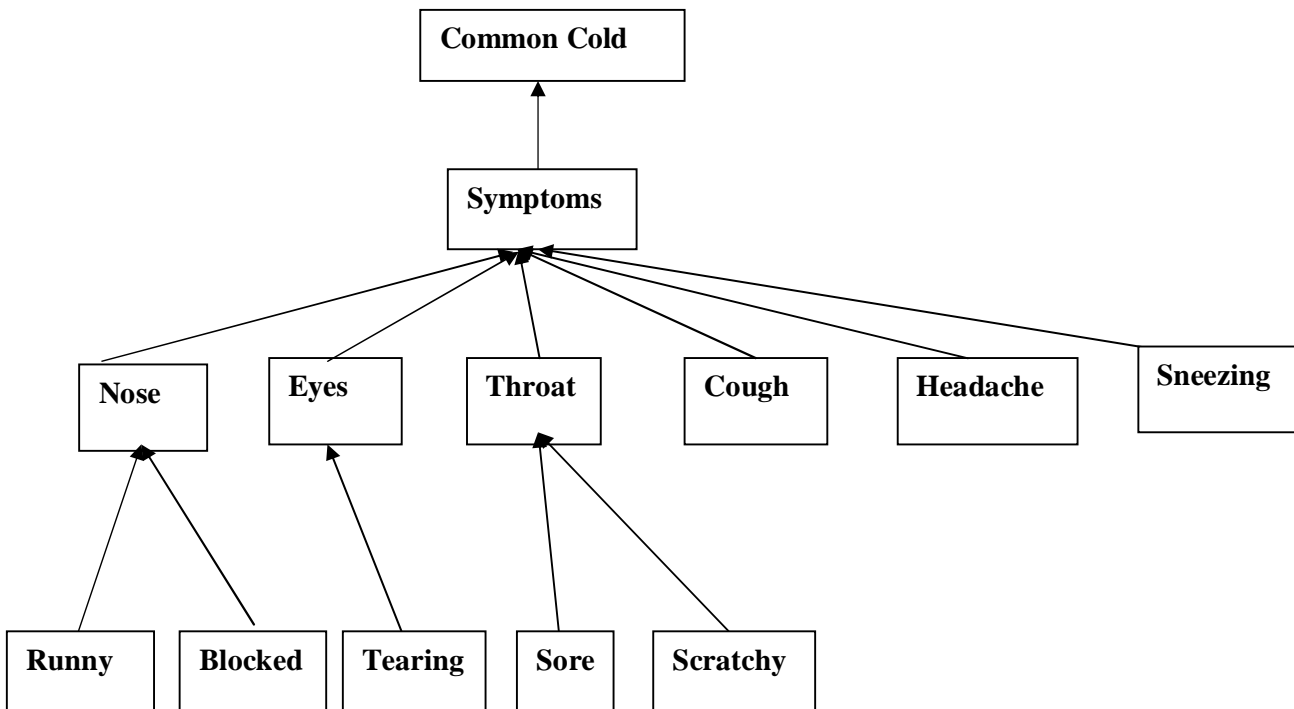 Common Cold
Symptoms
Nose
Eyes
Throat
Cough
Headache
Sneezing
Runny
Blocked
Tearing
Sore
Scratchy